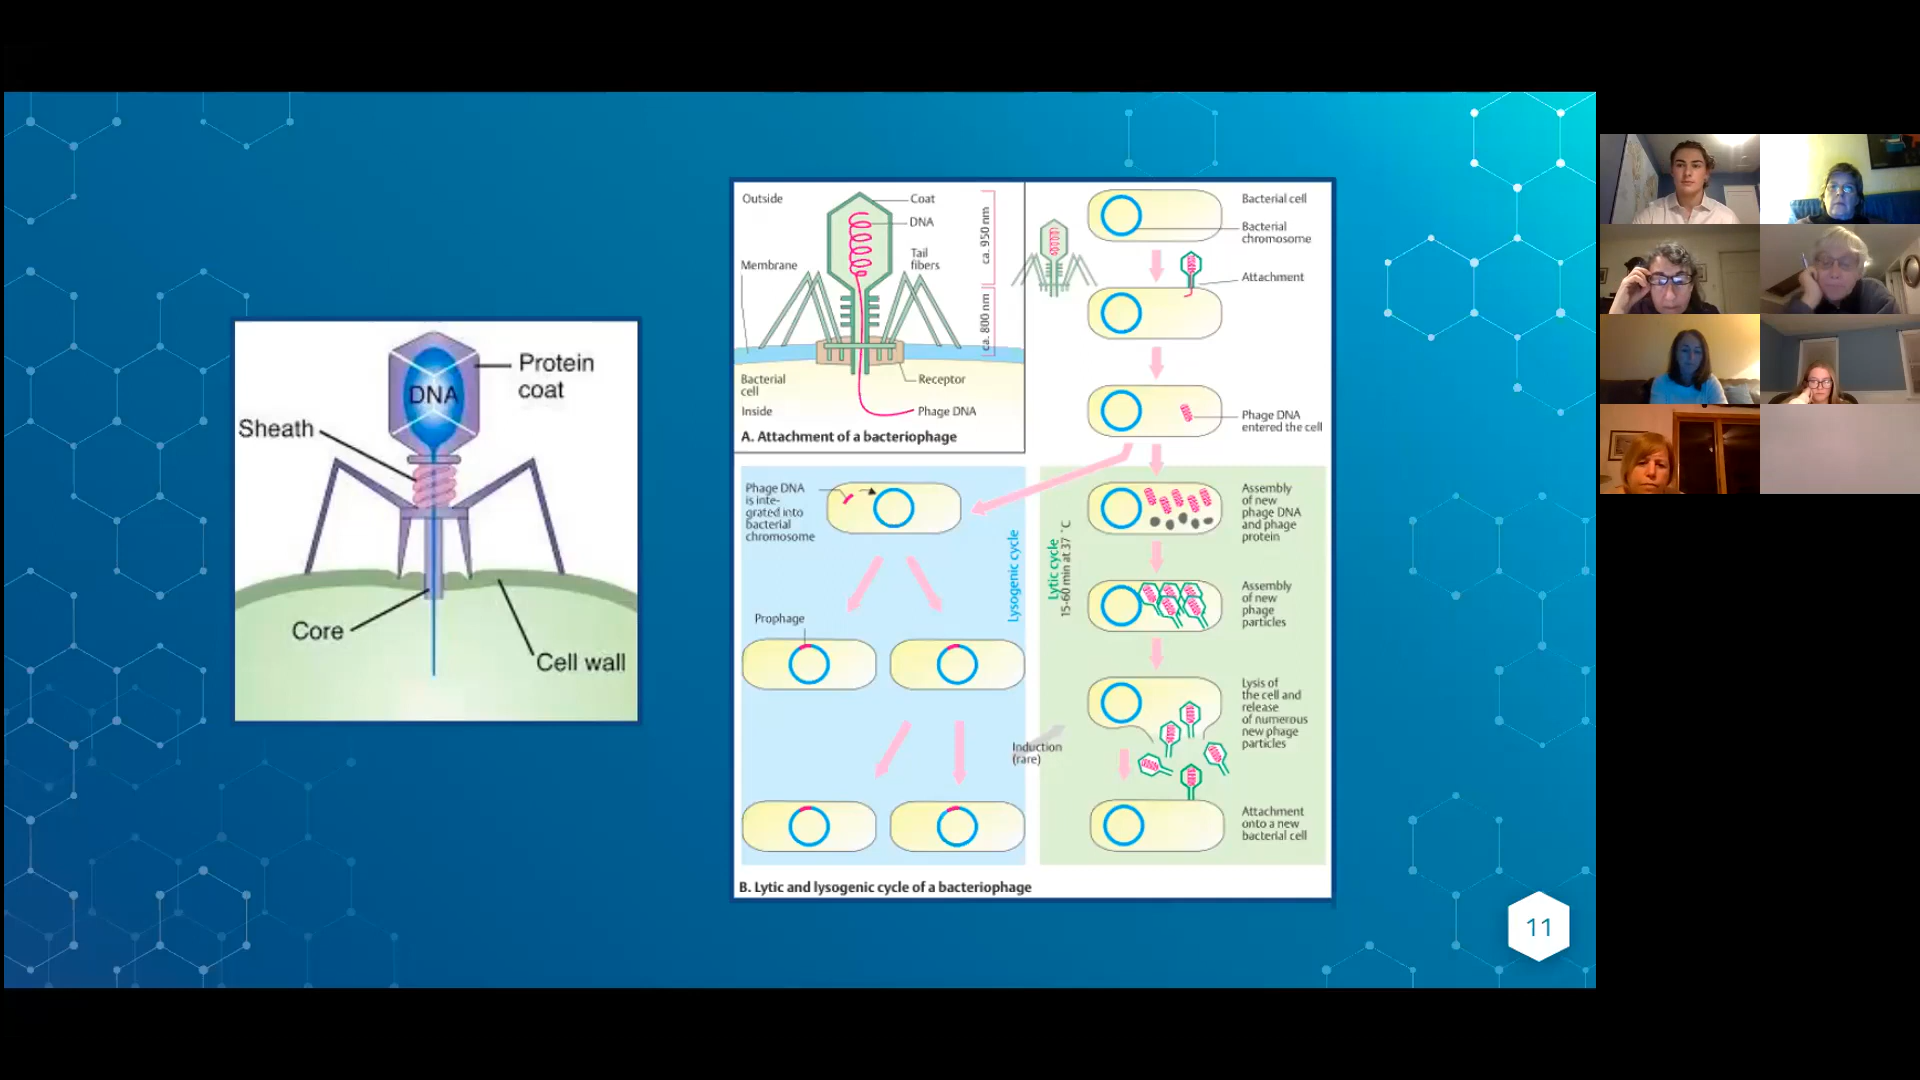 Protein
coat
DNA
Sheath
Core
Cell wall
Outside
Coat
DNA
Tail
fibers
Membrane
ca. 950 nm
ca. 800 nm
Bacterial
cell
Receptor
Inside
Phage DNA
A. Attachment of a bacteriophage
Bacterial cell
Bacterial
chromosome
Attachment
Phage DNA
entered the cell
Phage DNA
is inte-
grated into
bacterial
chromosome
Prophage
Lysogenic cycle
Induction
(rare)
Lytic cycle
15-60 min at 37 °C
Assembly
of new
phage DNA
and phage
protein
Assembly
of new
phage
particles
Lysis of
the cell and
release
of numerous
new phage
particles
Attachment
onto a new
bacterial cell
B. Lytic and lysogenic cycle of a bacteriophage
11